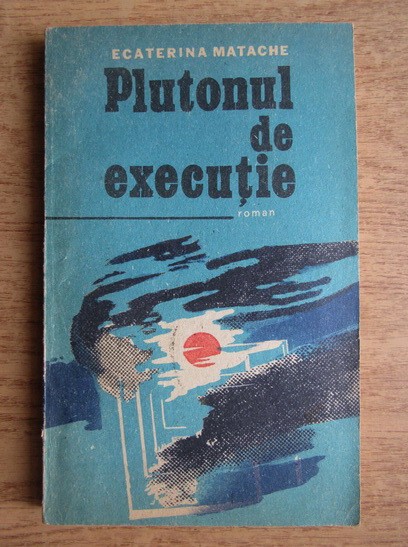 ECATERINA MATACHE
Plutonul
de
execuție
roman